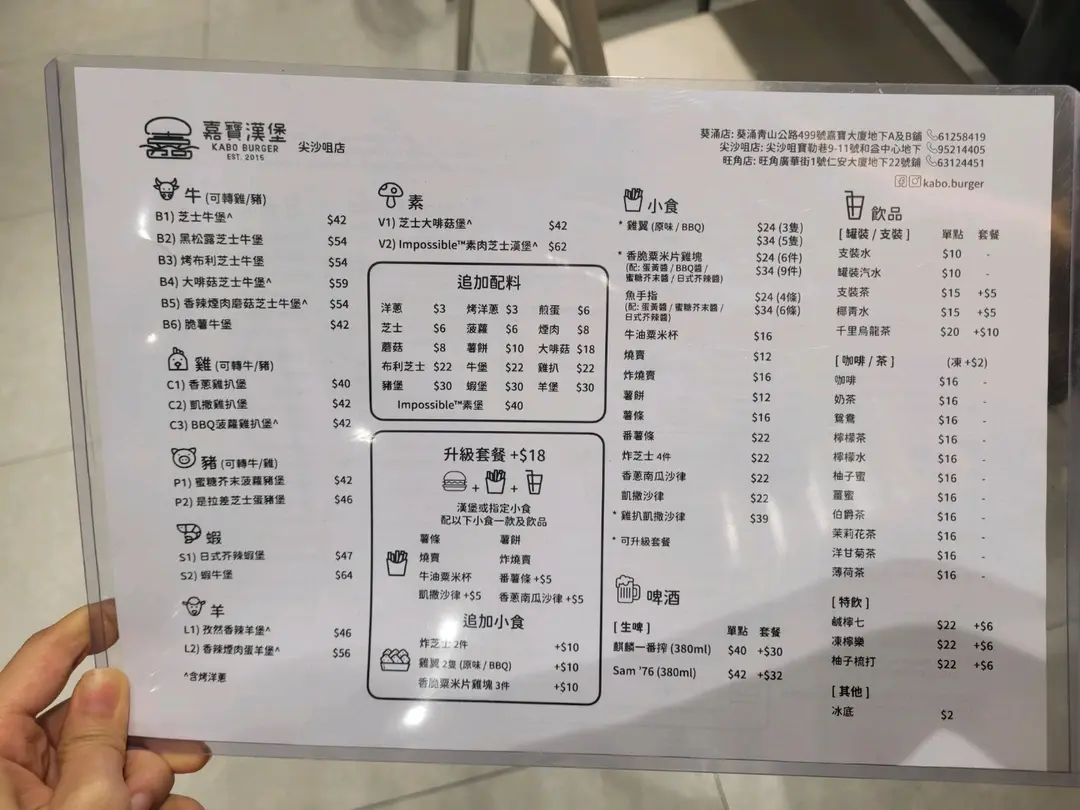 嘉寶漢堡
KABO BURGER
EST. 2015
尖沙咀店
葵涌店: 葵涌青山公路499號嘉寶大廈地下A及B鋪 61258419
尖沙咀店: 尖沙咀寶勒巷9-11號和益中心地下 95214405
旺角店: 旺角廣華街1號仁安大廈地下22號鋪 63124451
kabo.burger
牛 (可轉雞/豬)
B1) 芝士牛堡^ $42
B2) 黑松露芝士牛堡 $54
B3) 烤布利芝士牛堡 $54
B4) 大啡菇芝士牛堡^ $59
B5) 香辣煙肉磨菇芝士牛堡^ $54
B6) 脆薯牛堡 $42
雞 (可轉牛/豬)
C1) 香蔥雞扒堡 $40
C2) 凱撒雞扒堡 $42
C3) BBQ菠蘿雞扒堡^ $42
豬 (可轉牛/雞)
P1) 蜜糖芥末菠蘿豬堡 $42
P2) 是拉差芝士蛋豬堡 $46
蝦
S1) 日式芥辣蝦堡 $47
S2) 蝦牛堡 $64
羊
L1) 孜然香辣羊堡^ $46
L2) 香辣煙肉蛋羊堡^ $56
^含烤洋蔥
素
V1) 芝士大啡菇堡^ $42
V2) Impossible™素肉芝士漢堡^ $62
追加配料
洋蔥 $3 烤洋蔥 $3 煎蛋 $6
芝士 $6 菠蘿 $6 煙肉 $8
蘑菇 $8 薯餅 $10 大啡菇 $18
布利芝士 $22 牛堡 $22 雞扒 $22
豬堡 $30 蝦堡 $30 羊堡 $30
Impossible™素堡 $40
升級套餐 +$18
+ +
漢堡或指定小食
配以下小食一款及飲品
薯條 薯餅
燒賣 炸燒賣
牛油粟米杯 番薯條 +$5
凱撒沙律 +$5 香蔥南瓜沙律 +$5
追加小食
炸芝士 2件 +$10
雞翼 2隻 (原味 / BBQ) +$10
香脆粟米片雞塊 3件 +$10
小食
* 雞翼 (原味 / BBQ) $24 (3隻)
$34 (5隻)
* 香脆粟米片雞塊 $24 (6件)
(配: 蛋黃醬 / BBQ醬 / $34 (9件)
蜜糖芥末醬 / 日式芥辣醬)
魚手指 $24 (4條)
(配: 蛋黃醬 / 蜜糖芥末醬 / $34 (6條)
日式芥辣醬)
牛油粟米杯 $16
燒賣 $12
炸燒賣 $16
薯餅 $12
薯條 $16
番薯條 $22
炸芝士 4件 $22
香蔥南瓜沙律 $22
凱撒沙律 $22
* 雞扒凱撒沙律 $39
* 可升級套餐
啤酒
[ 生啤 ] 單點 套餐
麒麟一番搾 (380ml) $40 +$30
Sam '76 (380ml) $42 +$32
飲品
[ 罐裝 / 支裝 ] 單點 套餐
支裝水 $10 -
罐裝汽水 $10 -
支裝茶 $15 +$5
椰青水 $15 +$5
千里烏龍茶 $20 +$10
[ 咖啡 / 茶 ] (凍 +$2)
咖啡 $16 -
奶茶 $16 -
鴛鴦 $16 -
檸檬茶 $16 -
檸檬水 $16 -
柚子蜜 $16 -
薑蜜 $16 -
伯爵茶 $16 -
茉莉花茶 $16 -
洋甘菊茶 $16 -
薄荷茶 $16 -
[ 特飲 ]
鹹檸七 $22 +$6
凍檸樂 $22 +$6
柚子梳打 $22 +$6
[ 其他 ]
冰底 $2